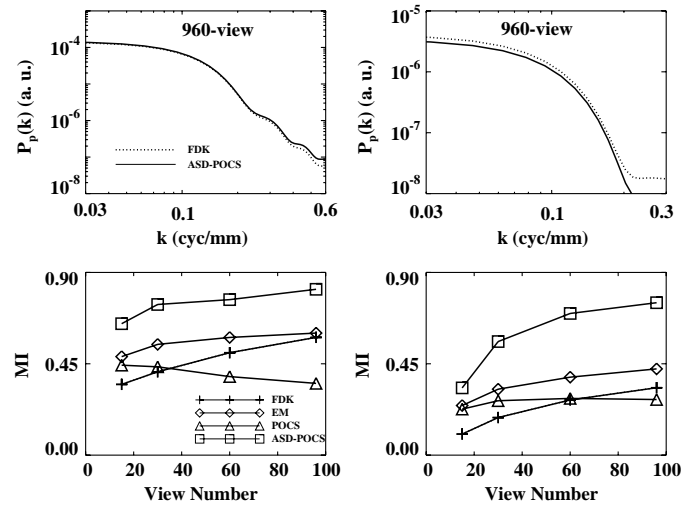 960-view
10⁻⁴
10⁻⁶
10⁻⁸
P_p(k) (a. u.)
FDK
ASD-POCS
0.03
0.1
0.6
k (cyc/mm)
960-view
10⁻⁵
10⁻⁶
10⁻⁷
10⁻⁸
P_p(k) (a. u.)
0.03
0.1
0.3
k (cyc/mm)
0.90
0.45
0.00
MI
FDK
EM
POCS
ASD-POCS
0 20 40 60 80 100
View Number
0.90
0.45
0.00
MI
0 20 40 60 80 100
View Number